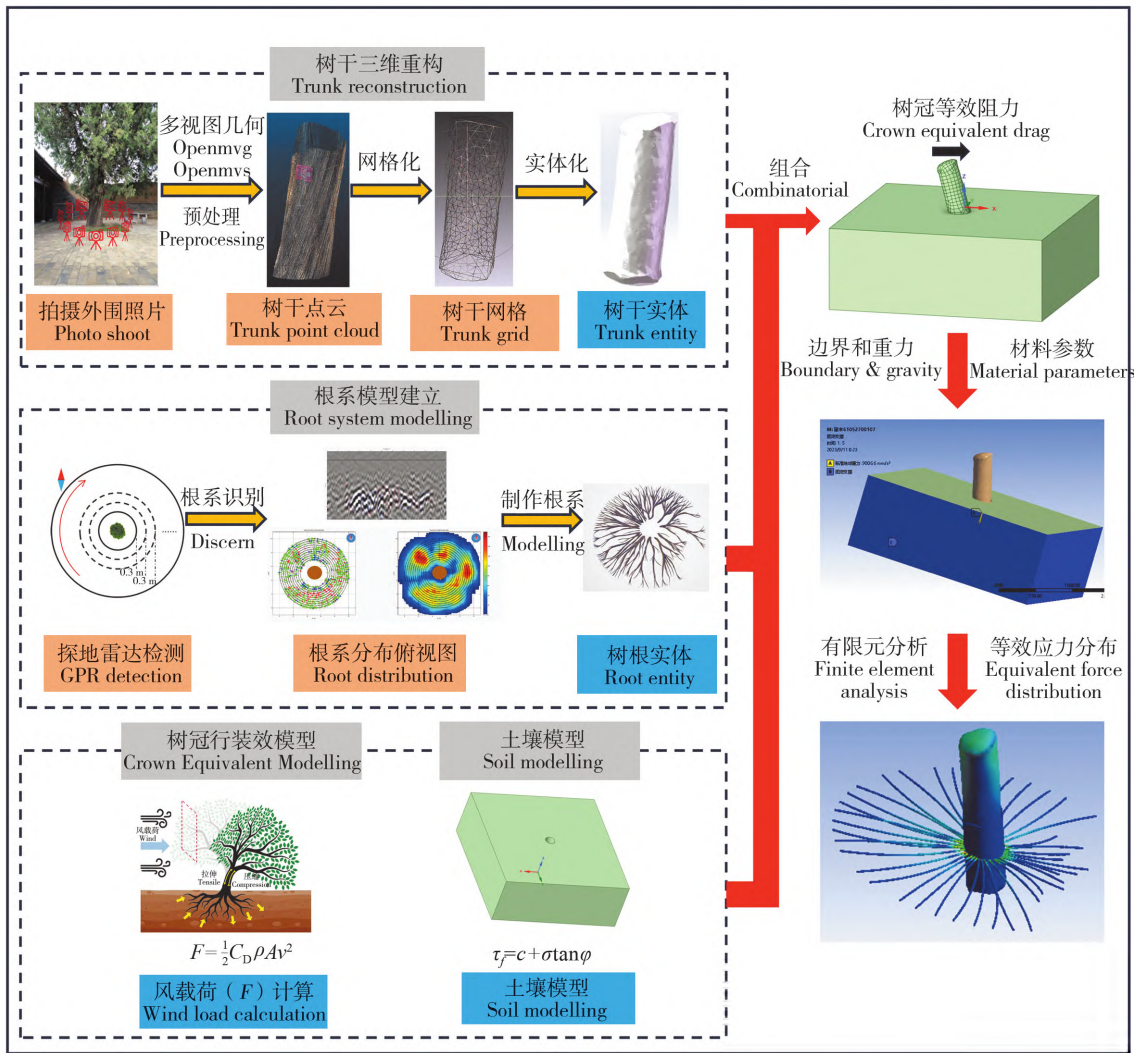 树干三维重构
Trunk reconstruction
多视图几何
Openmvg
Openmvs
预处理
Preprocessing
网格化
实体化
拍摄外围照片
Photo shoot
树干点云
Trunk point cloud
树干网格
Trunk grid
树干实体
Trunk entity
根系模型建立
Root system modelling
0.3 m
0.3 m
根系识别
Discern
制作根系
Modelling
探地雷达检测
GPR detection
根系分布俯视图
Root distribution
树根实体
Root entity
树冠行装效模型
Crown Equivalent Modelling
风载荷
Wind
拉伸
Tensile
Compression
F=½C_DρAv²
风载荷（F）计算
Wind load calculation
土壤模型
Soil modelling
τ_f=c+σtanφ
土壤模型
Soil modelling
组合
Combinatorial
树冠等效阻力
Crown equivalent drag
边界和重力
Boundary & gravity
材料参数
Material parameters
有限元分析
Finite element
analysis
等效应力分布
Equivalent force
distribution